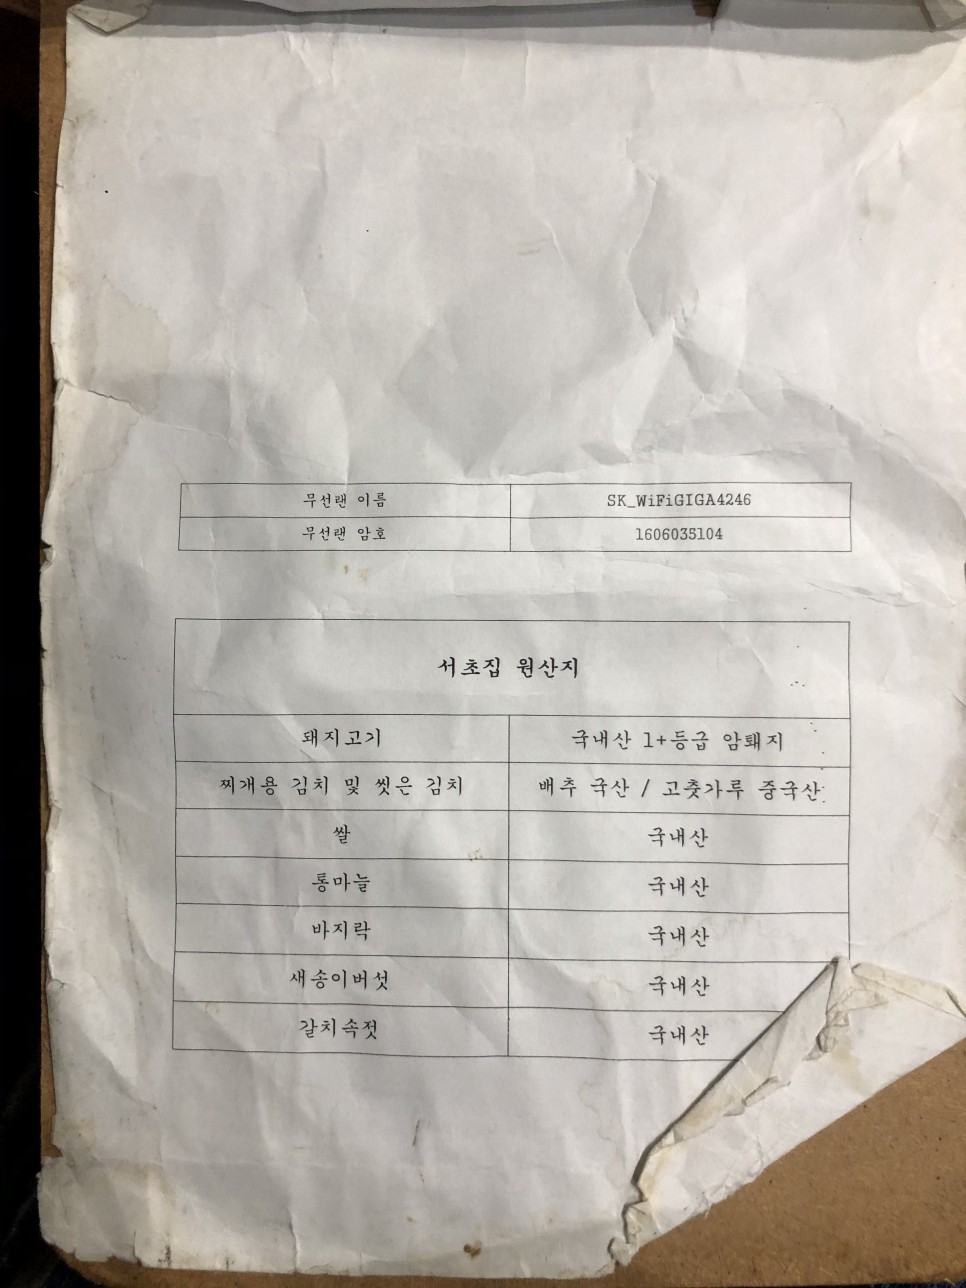 무선랜 이름 SK_WiFiGIGA4246
무선랜 암호 1606035104
서초집 원산지
돼지고기 국내산 1+등급 암퇘지
찌개용 김치 및 씻은 김치 배추 국산 / 고춧가루 중국산
쌀 국내산
통마늘 국내산
바지락 국내산
새송이버섯 국내산
갈치속젓 국내산